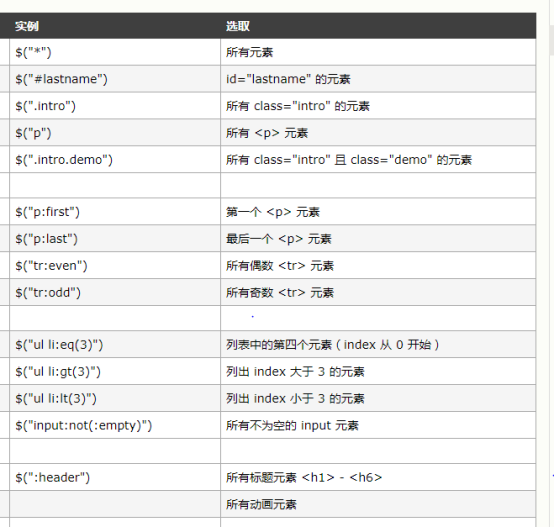 实例 选取
$("*") 所有元素
$("#lastname") id="lastname" 的元素
$(".intro") 所有 class="intro" 的元素
$("p") 所有 <p> 元素
$(".intro.demo") 所有 class="intro" 且 class="demo" 的元素
$("p:first") 第一个 <p> 元素
$("p:last") 最后一个 <p> 元素
$("tr:even") 所有偶数 <tr> 元素
$("tr:odd") 所有奇数 <tr> 元素
$("ul li:eq(3)") 列表中的第四个元素（index 从 0 开始）
$("ul li:gt(3)") 列出 index 大于 3 的元素
$("ul li:lt(3)") 列出 index 小于 3 的元素
$("input:not(:empty)") 所有不为空的 input 元素
$(":header") 所有标题元素 <h1> - <h6>
所有动画元素